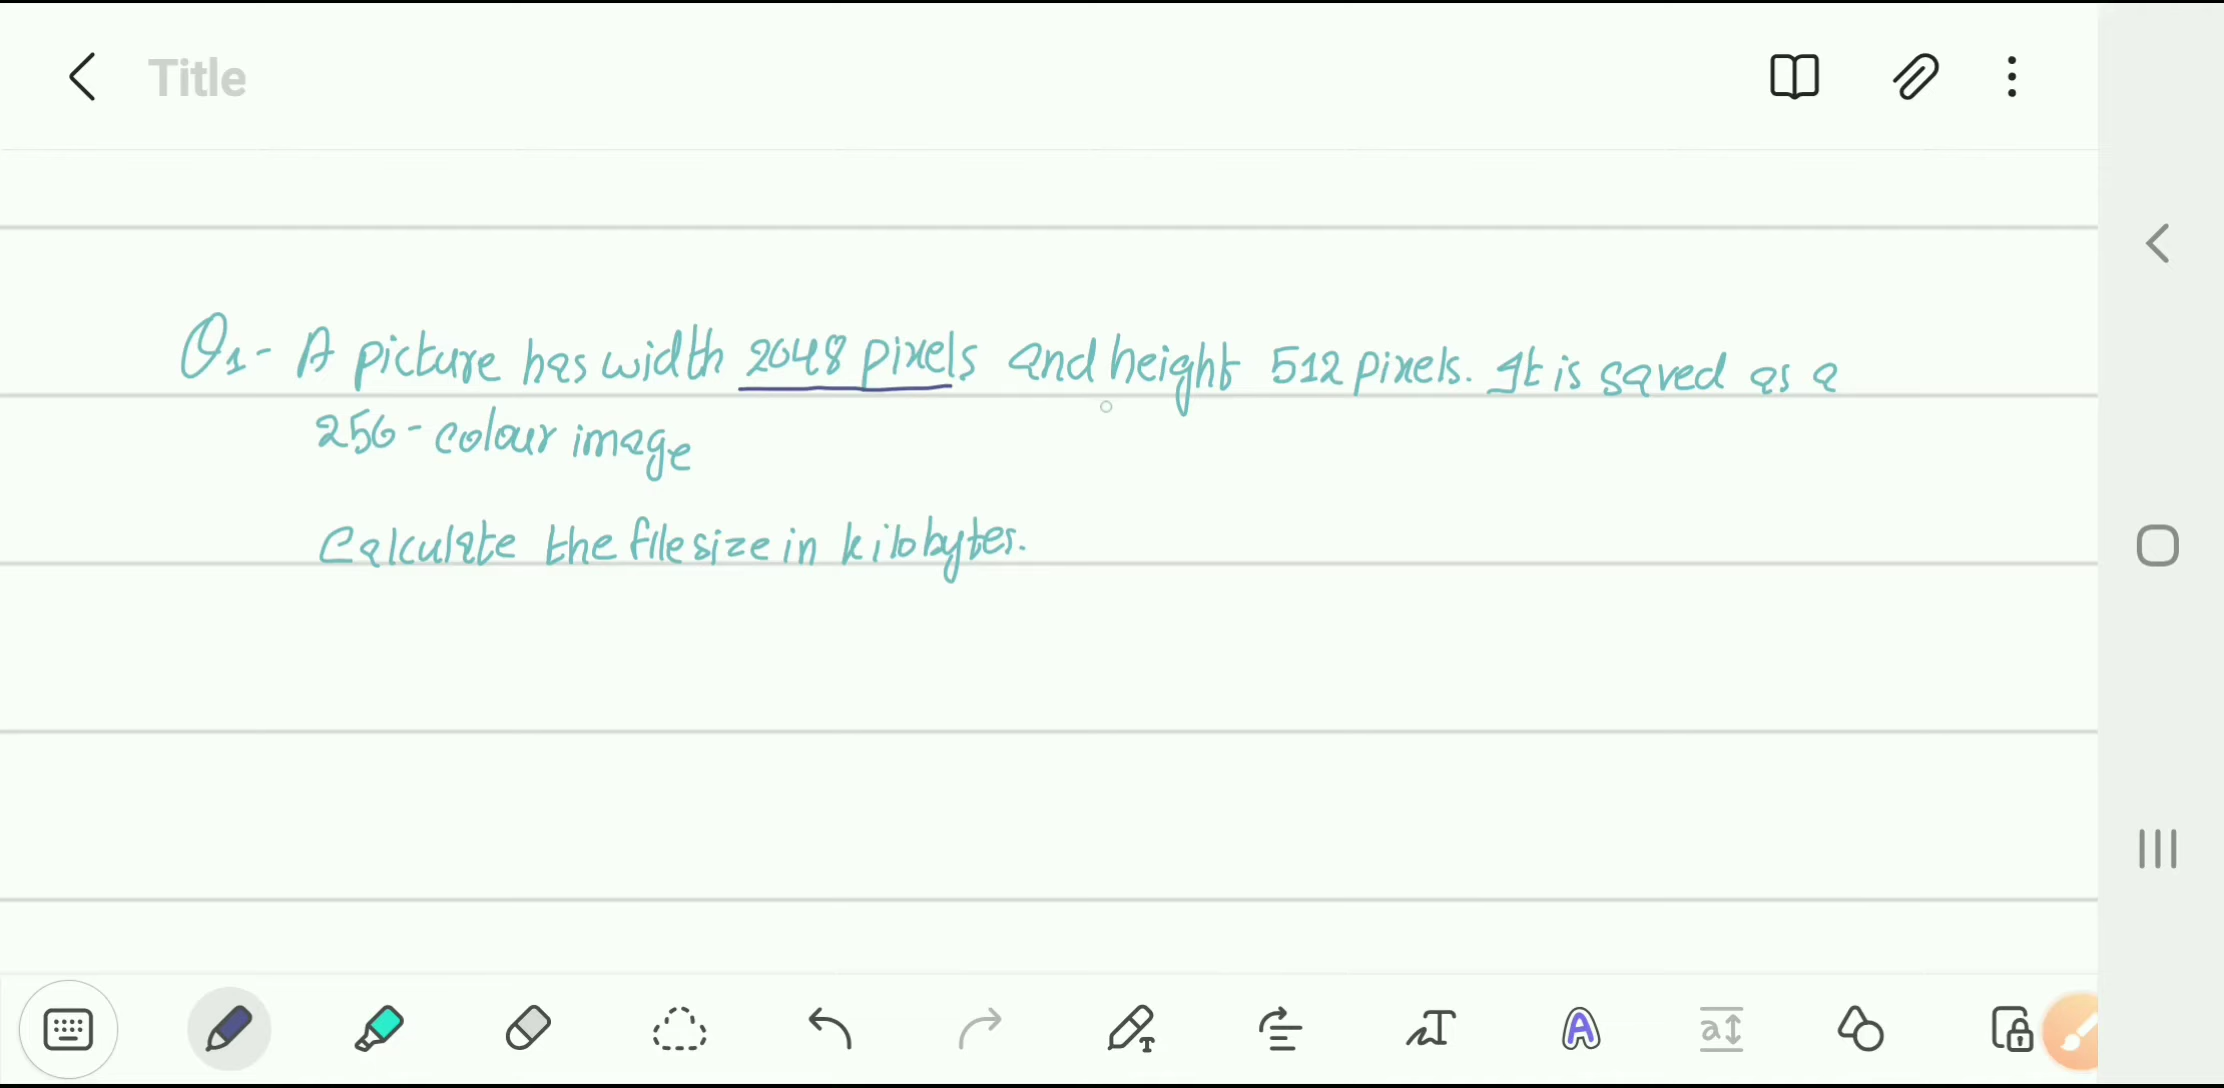 Title
Q1- A picture has width 2048 pixels and height 512 pixels. It is saved as a
256-colour image
Calculate the file size in kilobytes.